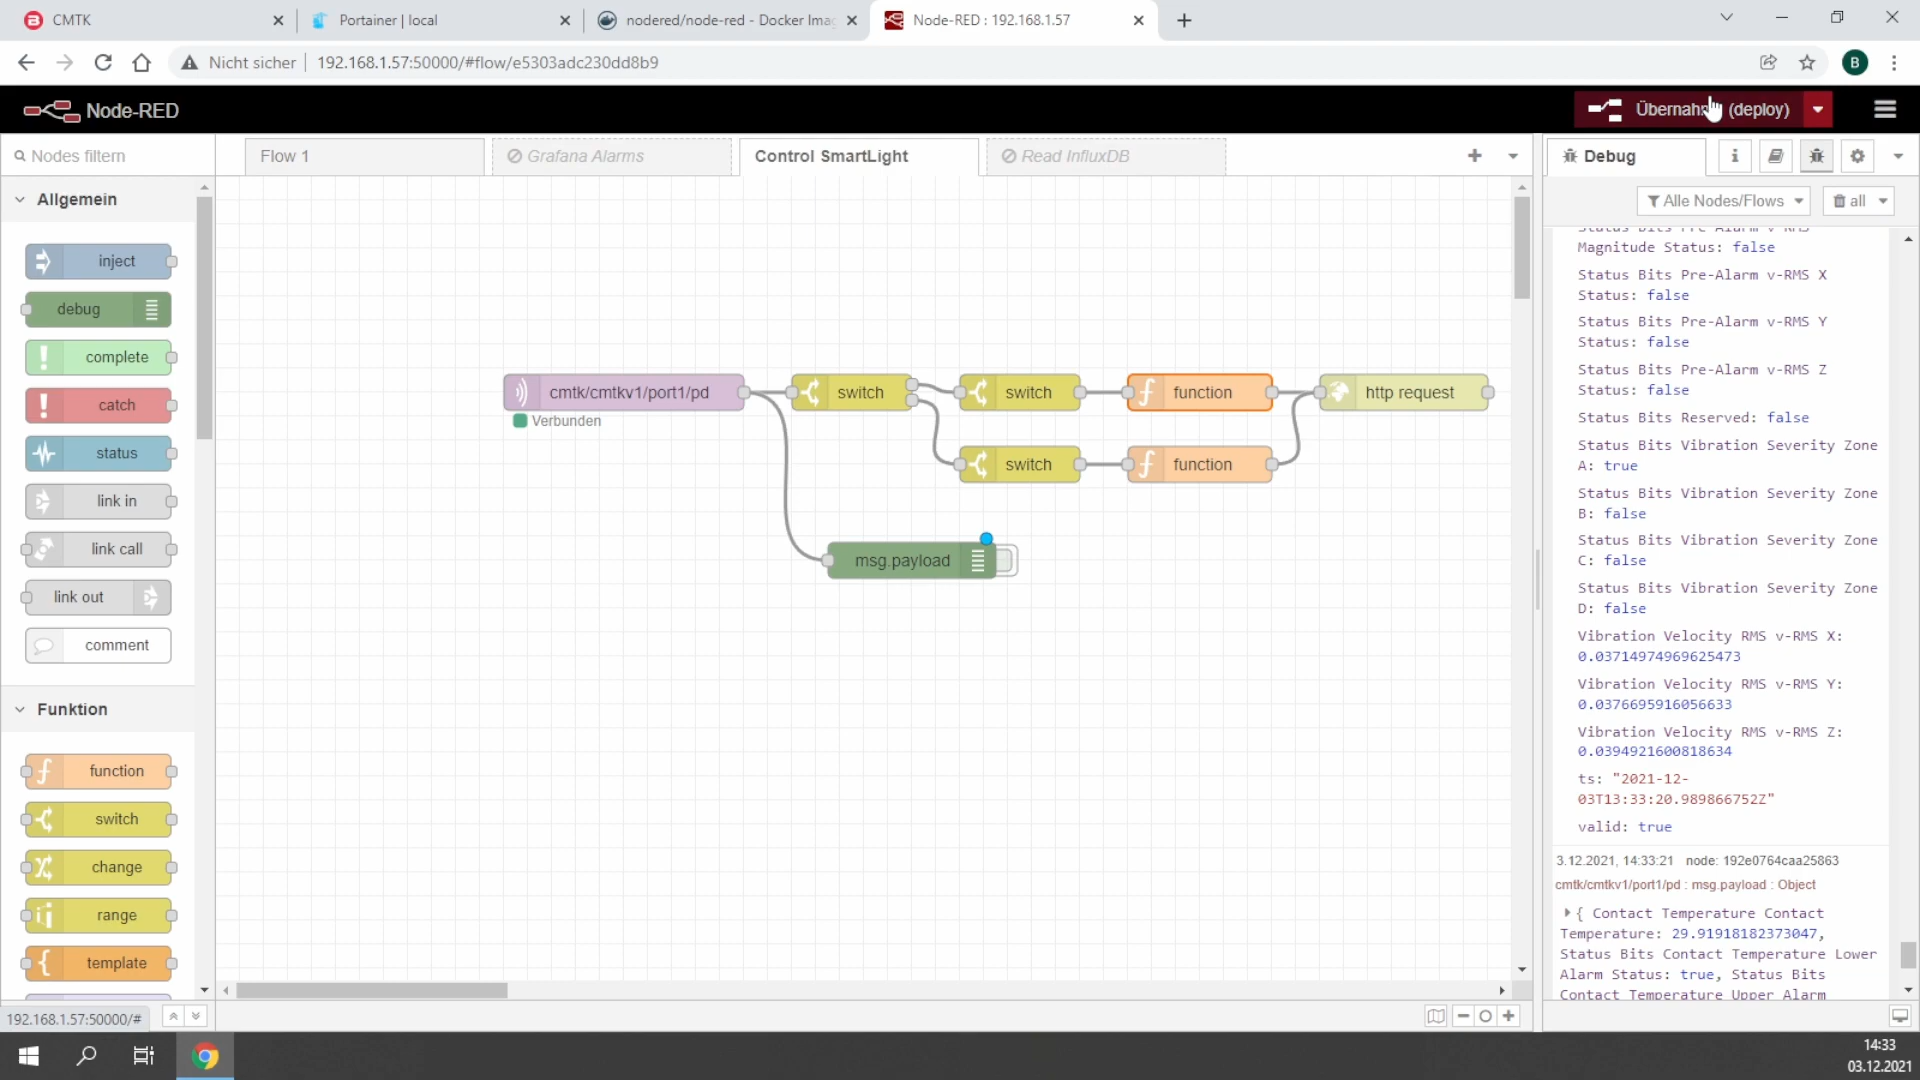 CMTK
Portainer | local
nodered/node-red - Docker Imag
Node-RED : 192.168.1.57
Nicht sicher
192.168.1.57:50000/#flow/e5303adc230dd8b9
B
Node-RED
Übernahm (deploy)
Nodes filtern
Flow 1
Grafana Alarms
Control SmartLight
Read InfluxDB
Debug
Alle Nodes/Flows
all
Allgemein
inject
debug
complete
catch
status
link in
link call
link out
comment
Funktion
function
switch
change
range
template
cmtk/cmtkv1/port1/pd
Verbunden
switch
switch
function
http request
switch
function
msg.payload
Status Bits Pre-Alarm v-RMS
Magnitude Status: false
Status Bits Pre-Alarm v-RMS X
Status: false
Status Bits Pre-Alarm v-RMS Y
Status: false
Status Bits Pre-Alarm v-RMS Z
Status: false
Status Bits Reserved: false
Status Bits Vibration Severity Zone
A: true
Status Bits Vibration Severity Zone
B: false
Status Bits Vibration Severity Zone
C: false
Status Bits Vibration Severity Zone
D: false
Vibration Velocity RMS v-RMS X:
0.03714974969625473
Vibration Velocity RMS v-RMS Y:
0.0376695916056633
Vibration Velocity RMS v-RMS Z:
0.0394921600818634
ts: "2021-12-
03T13:33:20.989866752Z"
valid: true
3.12.2021, 14:33:21 node: 192e0764caa25863
cmtk/cmtkv1/port1/pd : msg.payload : Object
{ Contact Temperature Contact
Temperature: 29.91918182373047,
Status Bits Contact Temperature Lower
Alarm Status: true, Status Bits
Contact Temperature Upper Alarm
192.168.1.57:50000/#
14:33
03.12.2021